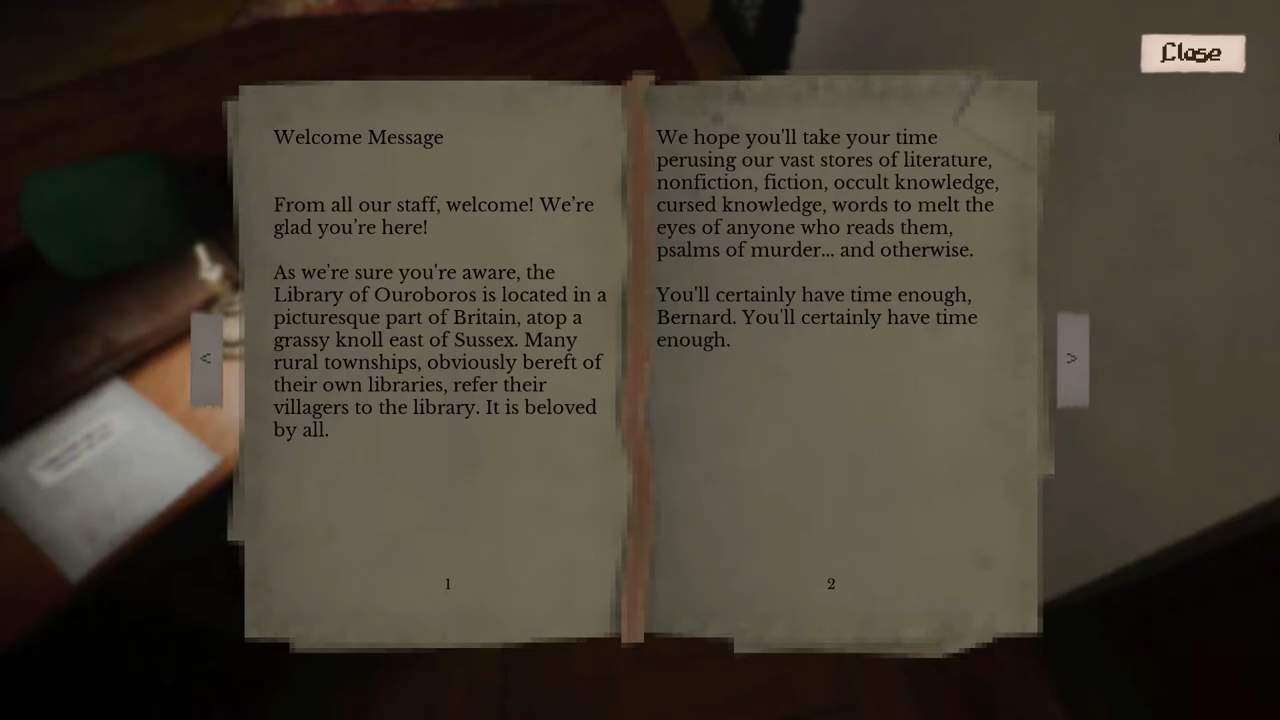 Close
Welcome Message
From all our staff, welcome! We’re
glad you’re here!
As we're sure you're aware, the
Library of Ouroboros is located in a
picturesque part of Britain, atop a
grassy knoll east of Sussex. Many
rural townships, obviously bereft of
their own libraries, refer their
villagers to the library. It is beloved
by all.
1
We hope you'll take your time
perusing our vast stores of literature,
nonfiction, fiction, occult knowledge,
cursed knowledge, words to melt the
eyes of anyone who reads them,
psalms of murder... and otherwise.
You'll certainly have time enough,
Bernard. You'll certainly have time
enough.
2
<
>